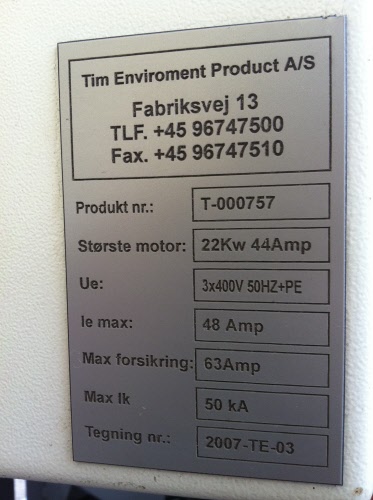 Tim Enviroment Product A/S
Fabriksvej 13
TLF. +45 96747500
Fax. +45 96747510
Produkt nr.: T-000757
Største motor: 22Kw 44Amp
Ue: 3x400V 50HZ+PE
Ie max: 48 Amp
Max forsikring: 63Amp
Max Ik 50 kA
Tegning nr.: 2007-TE-03